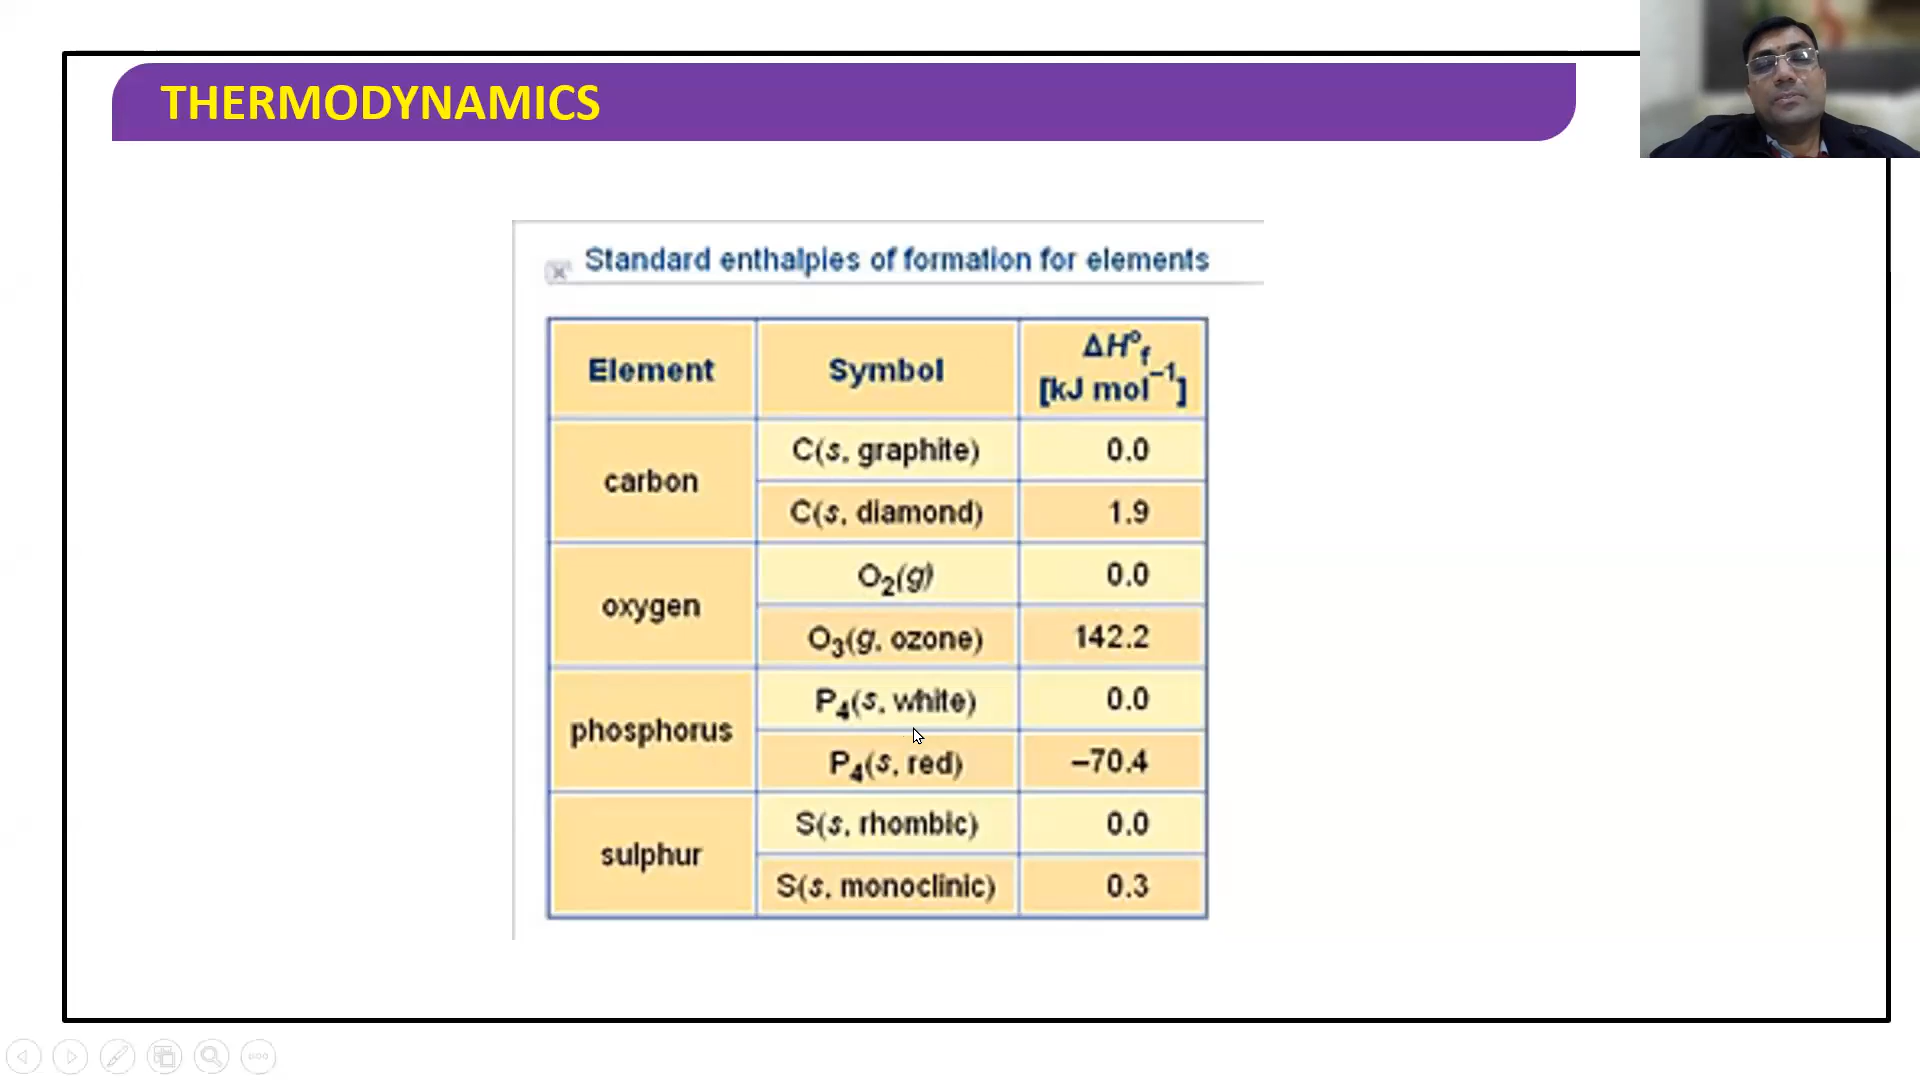 THERMODYNAMICS
Standard enthalpies of formation for elements
Element Symbol ΔH°f [kJ mol⁻¹]
carbon C(s, graphite) 0.0
C(s, diamond) 1.9
oxygen O₂(g) 0.0
O₃(g, ozone) 142.2
phosphorus P₄(s, white) 0.0
P₄(s, red) –70.4
sulphur S(s, rhombic) 0.0
S(s, monoclinic) 0.3